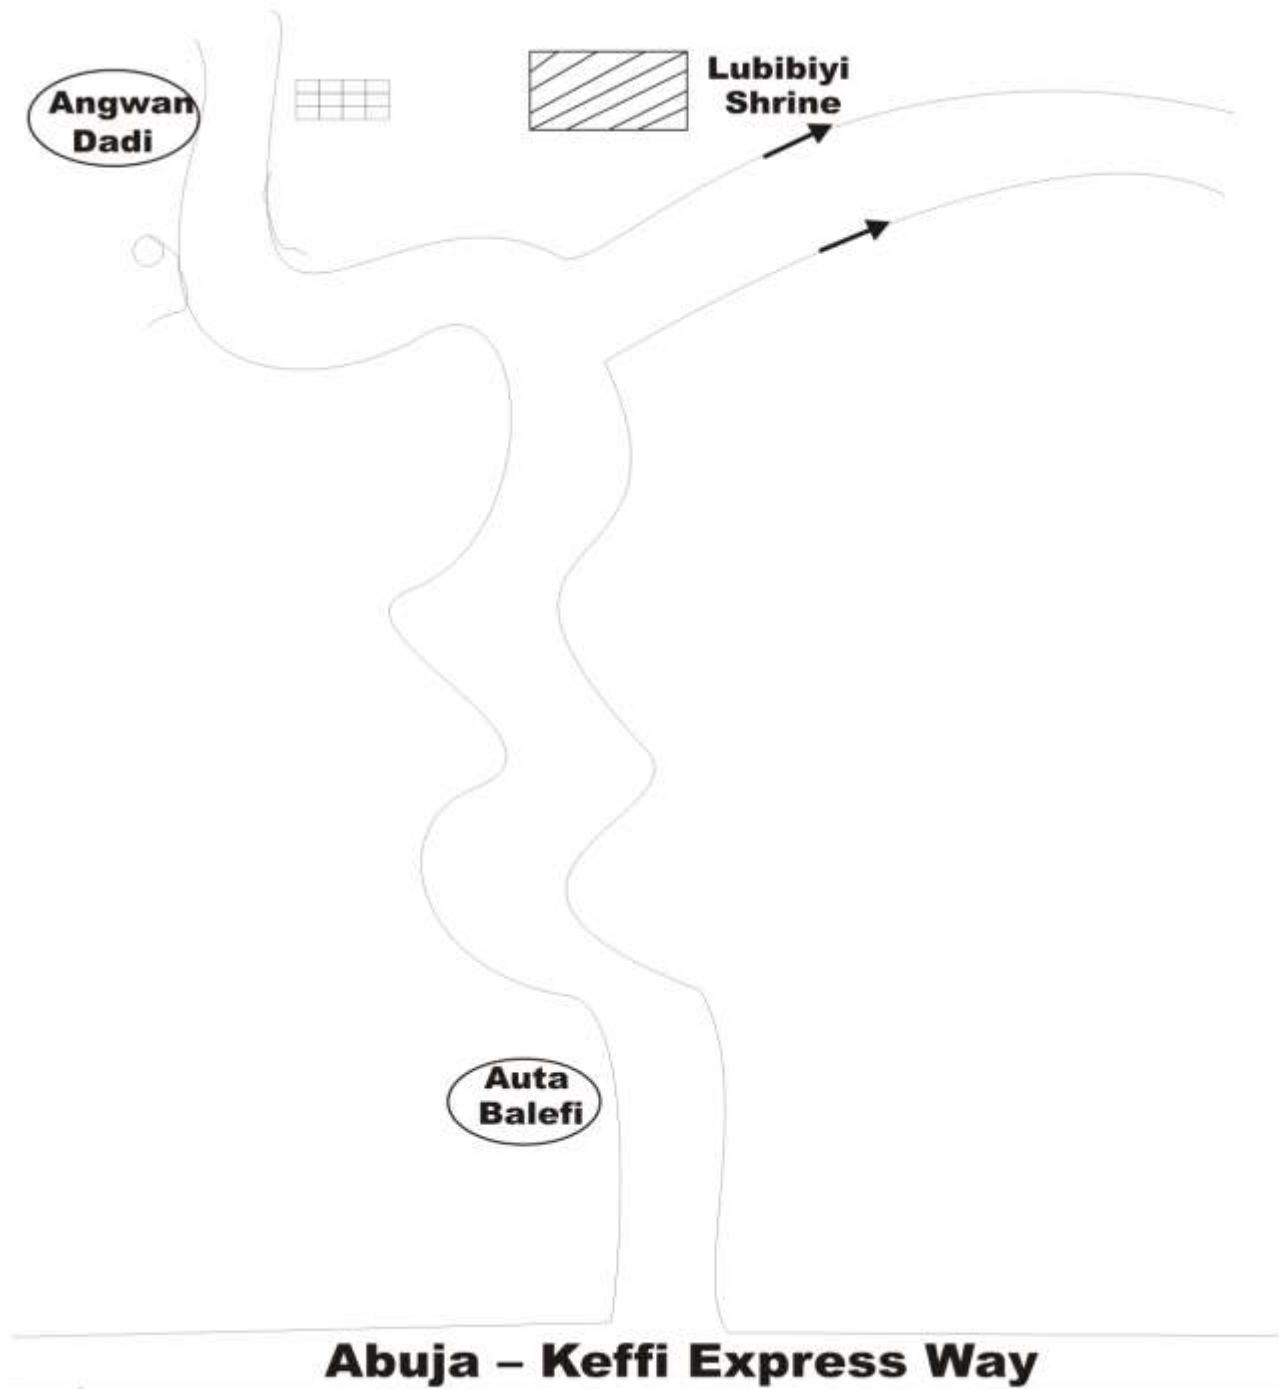 Angwan
Dadi
Lubibiyi
Shrine
Auta
Balefi
Abuja – Keffi Express Way